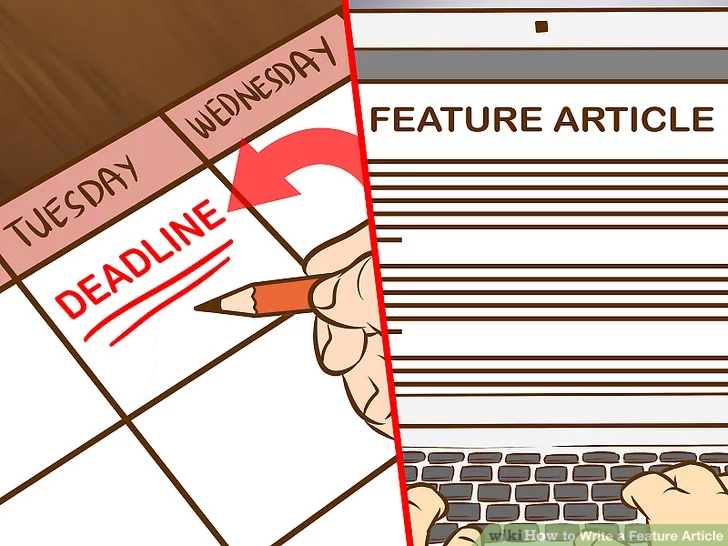 TUESDAY
WEDNESDAY
DEADLINE
FEATURE ARTICLE
wikiHow to Write a Feature Article